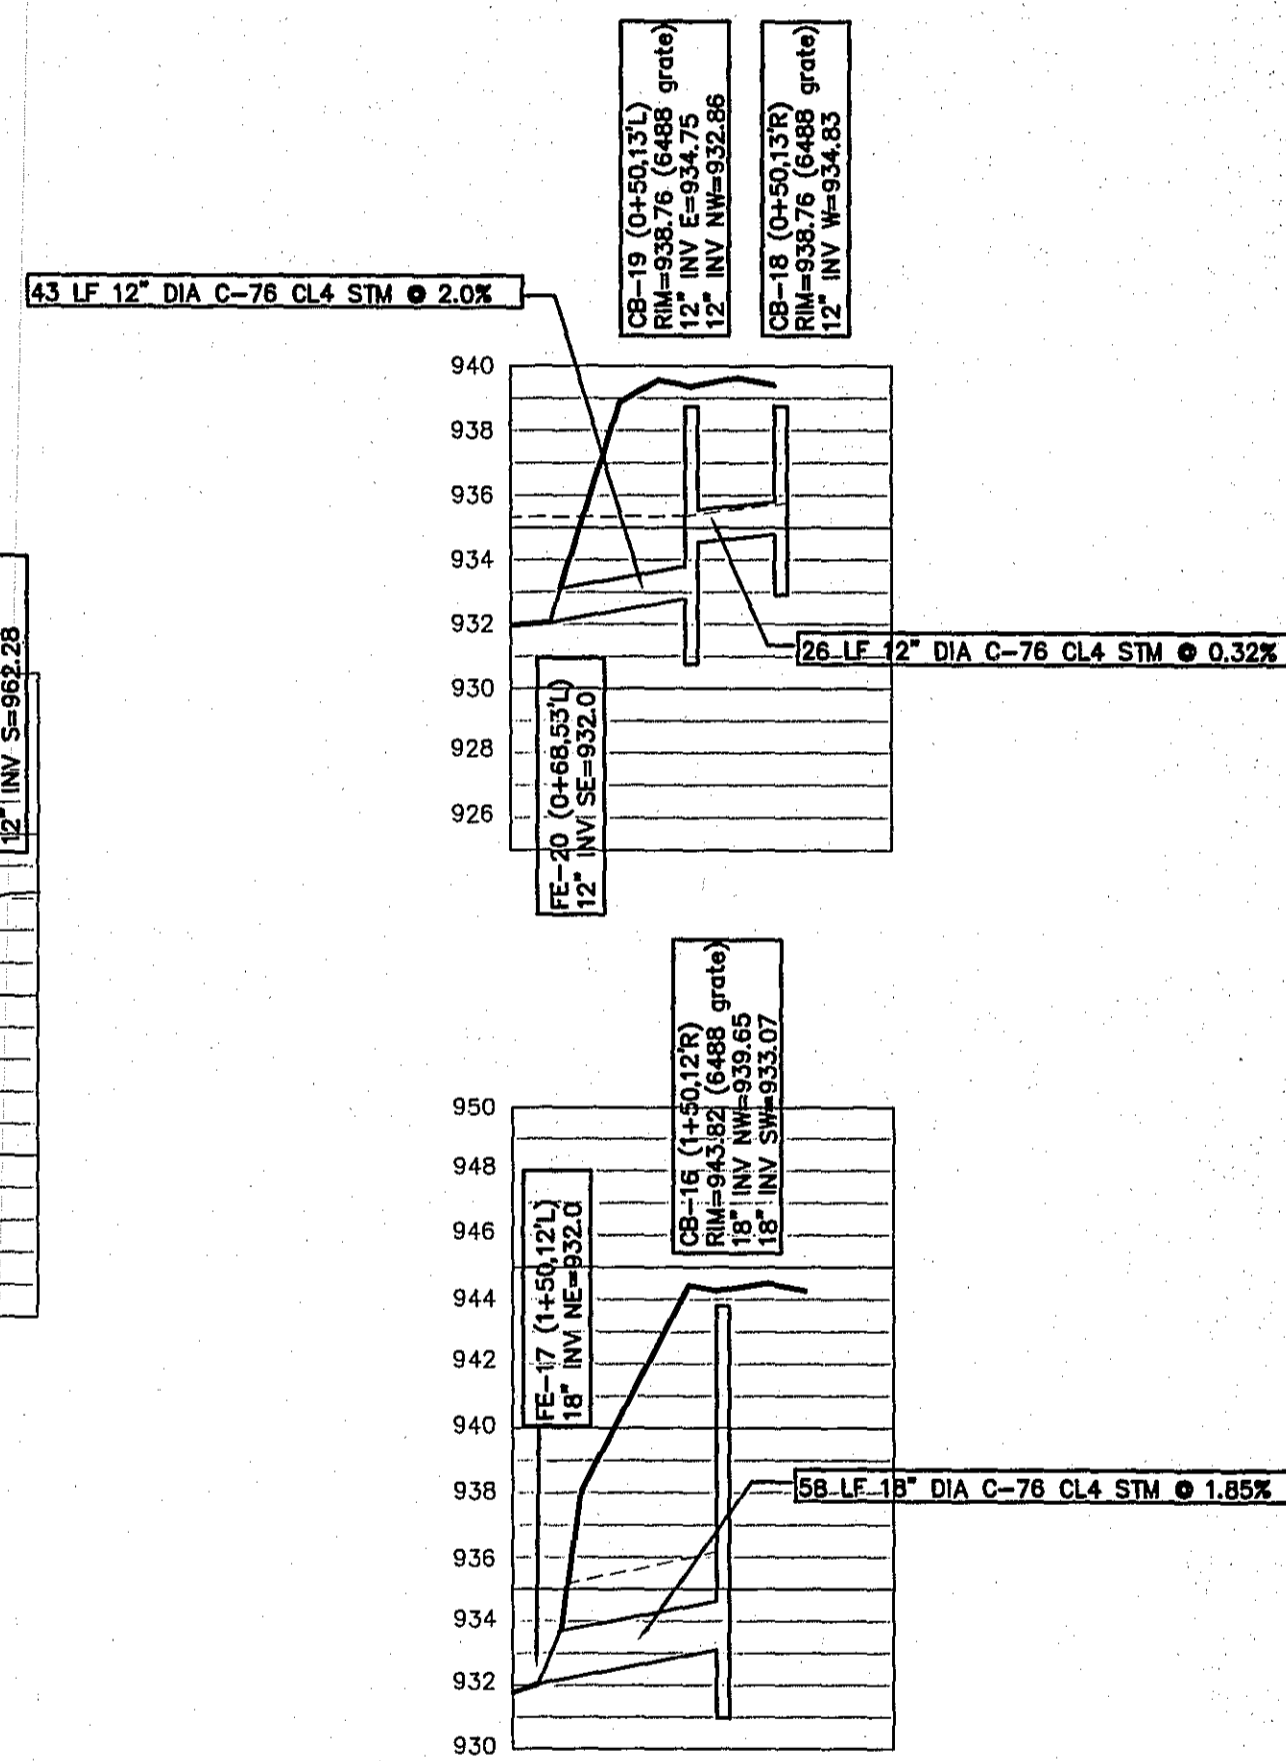 CB-19 (0+50,13'L)
RIM=938.76 (6488 grate)
12" INV E=934.75
12" INV NW=932.86
CB-18 (0+50,13'R)
RIM=938.76 (6488 grate)
12" INV W=934.83
43 LF 12" DIA C-76 CL4 STM @ 2.0%
940
938
936
934
932
930
928
926
26 LF 12" DIA C-76 CL4 STM @ 0.32%
FE-20 (0+68,53'L)
12" INV SE=932.0
12" INV S=962.28
CB-16 (1+50,12'R)
RIM=943.82 (6488 grate)
18" INV NW=939.65
18" INV SW=933.07
950
948
946
944
942
940
938
936
934
932
930
FE-17 (1+50,12'L)
18" INV NE=932.0
58 LF 18" DIA C-76 CL4 STM @ 1.85%